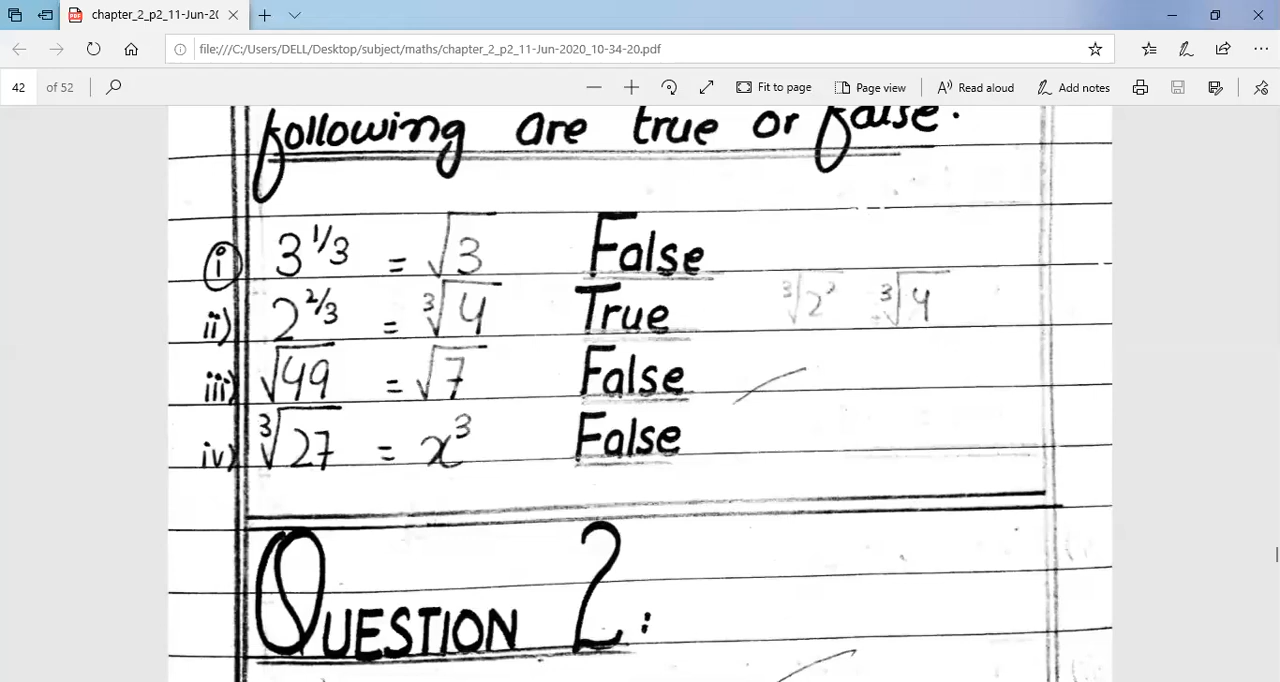 chapter_2_p2_11-Jun-20
file:///C:/Users/DELL/Desktop/subject/maths/chapter_2_p2_11-Jun-2020_10-34-20.pdf
42 of 52 Fit to page Page view Read aloud Add notes
following are true or false.
(i) 3^1/3 = √3 False
ii) 2^2/3 = ∛4 True ∛2² = ∛4
iii) √49 = √7 False
iv) ∛27 = x³ False
QUESTION 2: